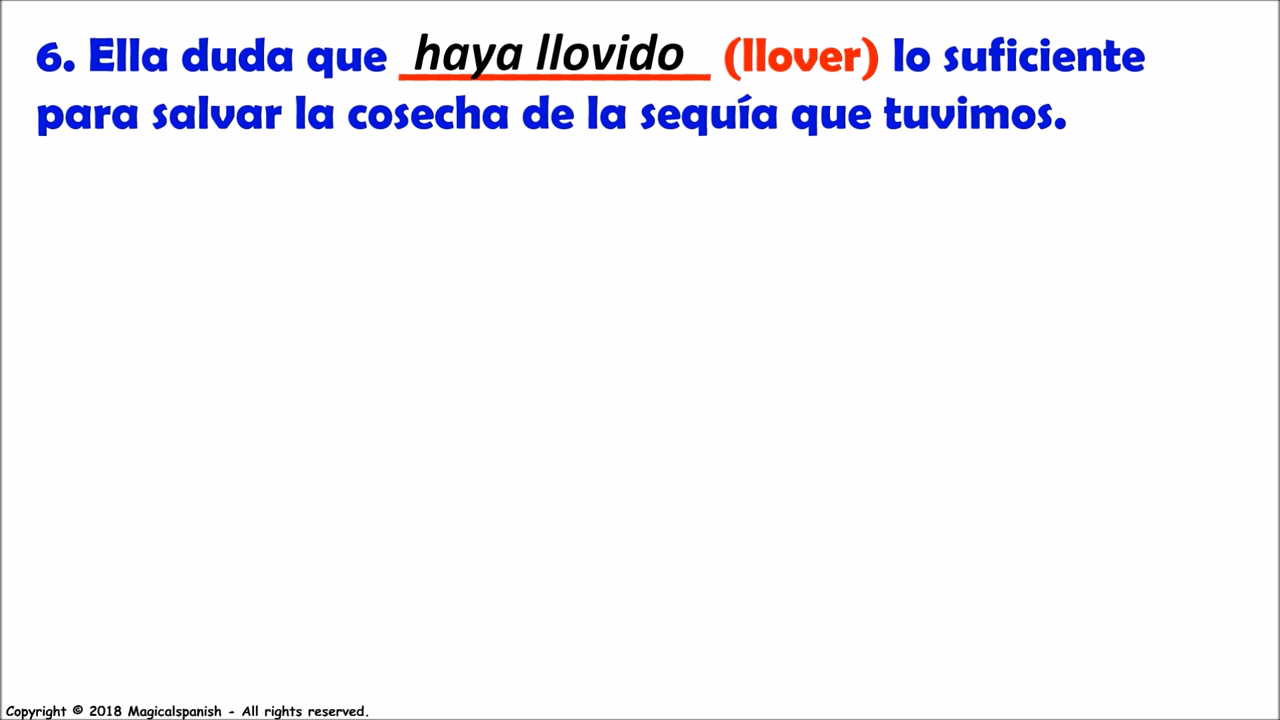 6. Ella duda que haya llovido (llover) lo suficiente
para salvar la cosecha de la sequía que tuvimos.
Copyright © 2018 Magicalspanish - All rights reserved.